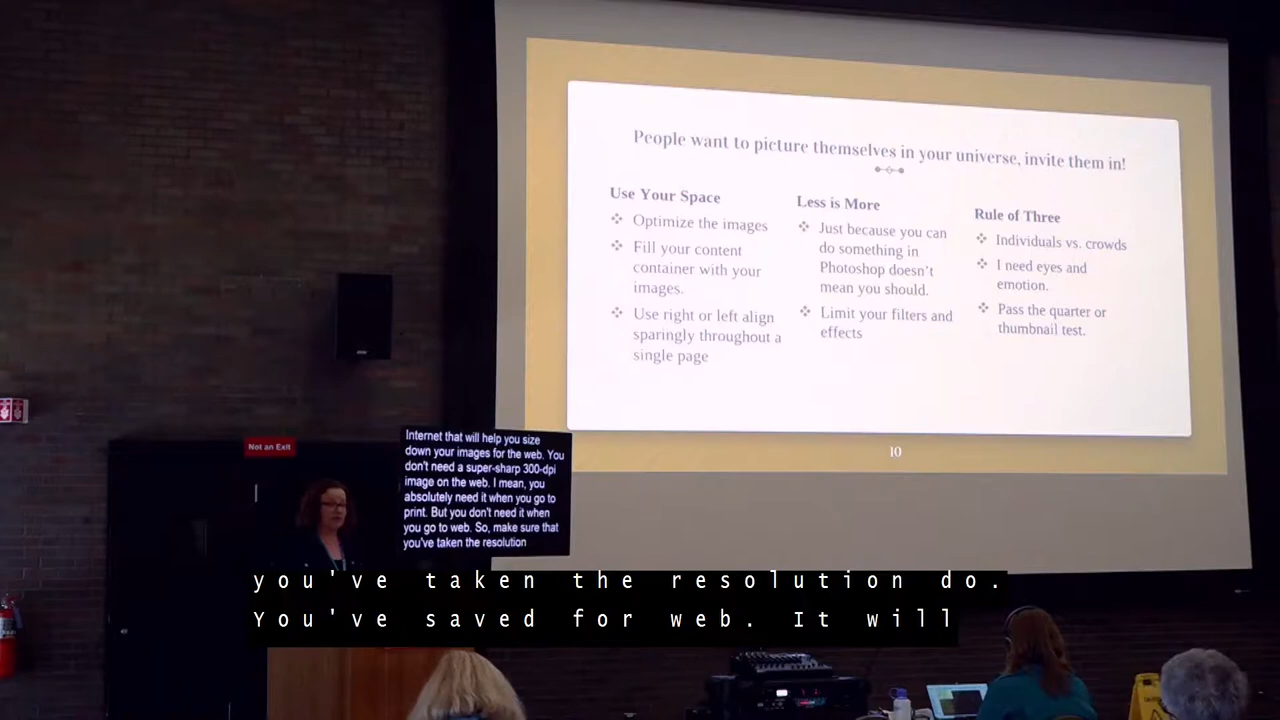 People want to picture themselves in your universe, invite them in!
Use Your Space
❖ Optimize the images
❖ Fill your content
container with your
images.
❖ Use right or left align
sparingly throughout a
single page
Less is More
❖ Just because you can
do something in
Photoshop doesn't
mean you should.
❖ Limit your filters and
effects
Rule of Three
❖ Individuals vs. crowds
❖ I need eyes and
emotion.
❖ Pass the quarter or
thumbnail test.
10
Not an Exit
Internet that will help you size
down your images for the web. You
don't need a super-sharp 300-dpi
image on the web. I mean, you
absolutely need it when you go to
print. But you don't need it when
you go to web. So, make sure that
you've taken the resolution
you've taken the resolution do.
You've saved for web. It will